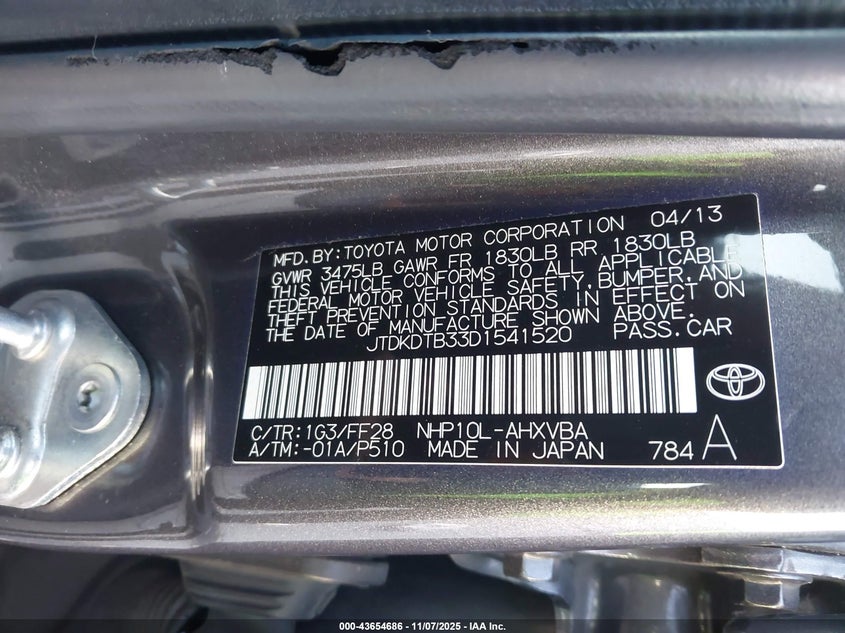 MFD.BY:TOYOTA MOTOR CORPORATION 04/13
GVWR 3475LB GAWR FR 1830LB RR 1830LB
THIS VEHICLE CONFORMS TO ALL APPLICABLE
FEDERAL MOTOR VEHICLE SAFETY,BUMPER,AND
THEFT PREVENTION STANDARDS IN EFFECT ON
THE DATE OF MANUFACTURE SHOWN ABOVE.
JTDKDTB33D1541520 PASS.CAR
C/TR:1G3/FF28 NHP10L-AHXVBA
A/TM:-01A/P510 MADE IN JAPAN 784 A
000-43654686 - 11/07/2025 - IAA Inc.